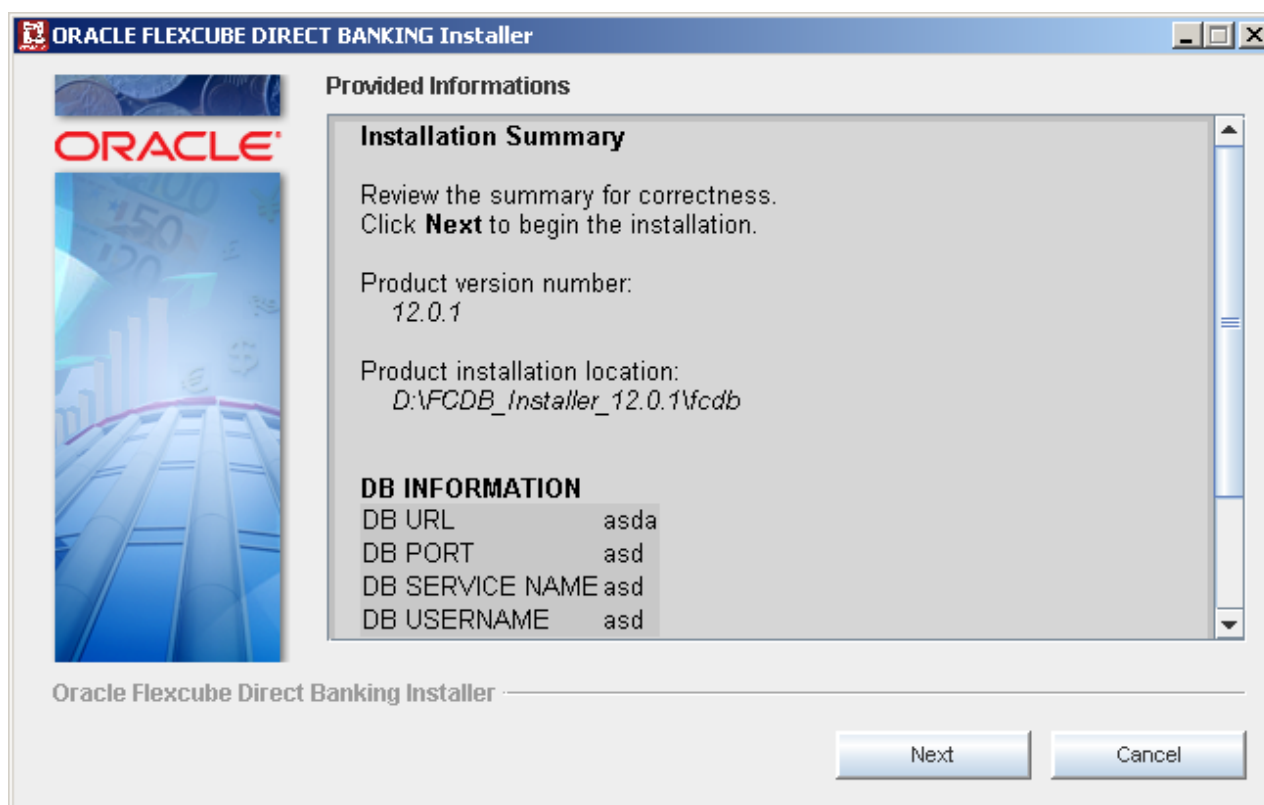 ORACLE FLEXCUBE DIRECT BANKING Installer
Provided Informations
ORACLE
Installation Summary
Review the summary for correctness.
Click Next to begin the installation.
Product version number:
12.0.1
Product installation location:
D:\FCDB_Installer_12.0.1\fcdb
DB INFORMATION
DB URL asda
DB PORT asd
DB SERVICE NAME asd
DB USERNAME asd
Oracle Flexcube Direct Banking Installer
Next Cancel